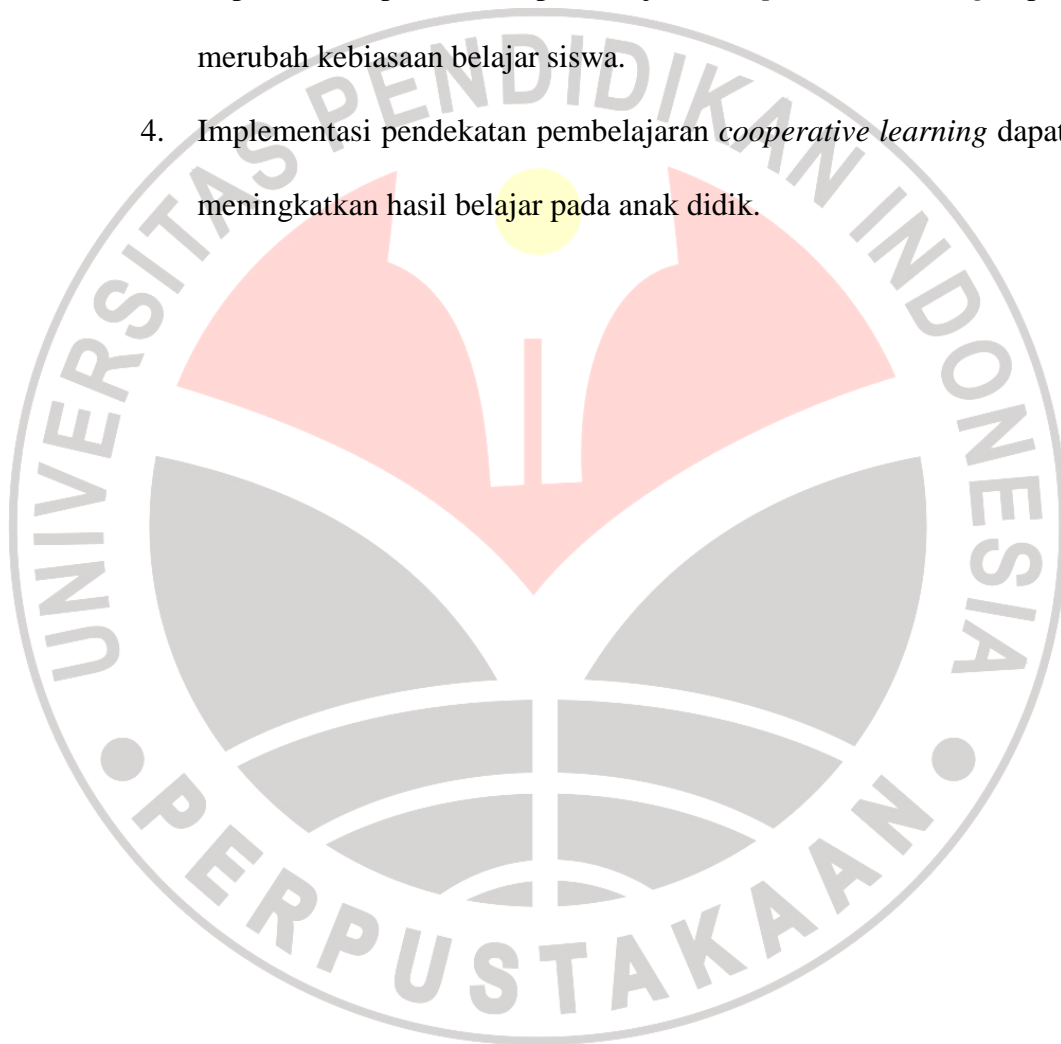 merubah kebiasaan belajar siswa.
4. Implementasi pendekatan pembelajaran cooperative learning dapat
meningkatkan hasil belajar pada anak didik.
UNIVERSITAS PENDIDIKAN INDONESIA
PERPUSTAKAAN